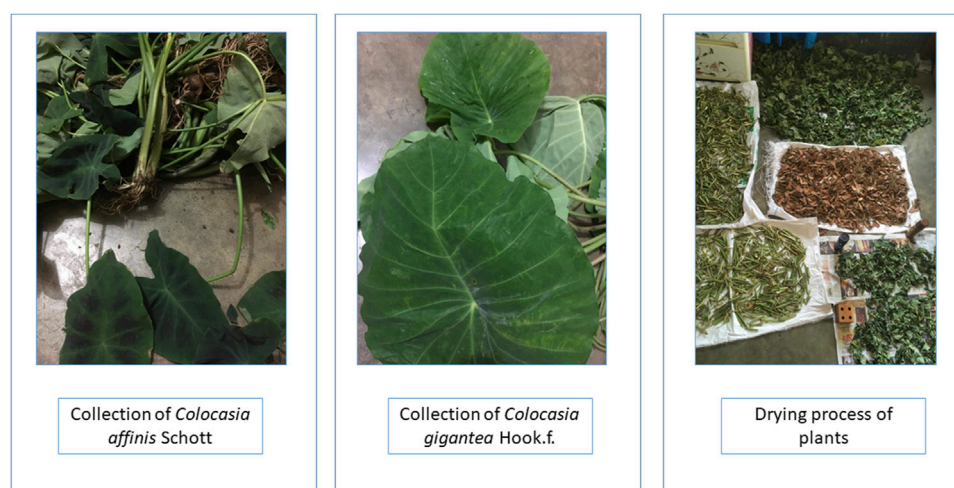 Collection of Colocasia
affinis Schott
Collection of Colocasia
gigantea Hook.f.
Drying process of
plants